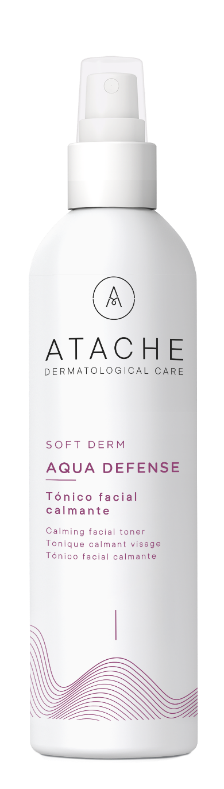 ATACHE
DERMATOLOGICAL CARE
SOFT DERM
AQUA DEFENSE
Tónico facial
calmante
Calming facial toner
Tonique calmant visage
Tónico facial calmante